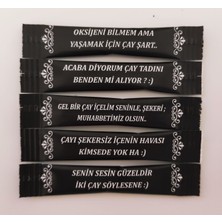 OKSİJENİ BİLMEM AMA
YAŞAMAK İÇİN ÇAY ŞART..
ACABA DİYORUM ÇAY TADINI
BENDEN Mİ ALIYOR ? :)
GEL BİR ÇAY İÇELİM SENİNLE, ŞEKERİ ;
MUHABBETİMİZ OLSUN..
ÇAYI ŞEKERSİZ İÇENİN HAVASI
KİMSEDE YOK HA :)
SENİN SESİN GÜZELDİR
İKİ ÇAY SÖYLESENE :)